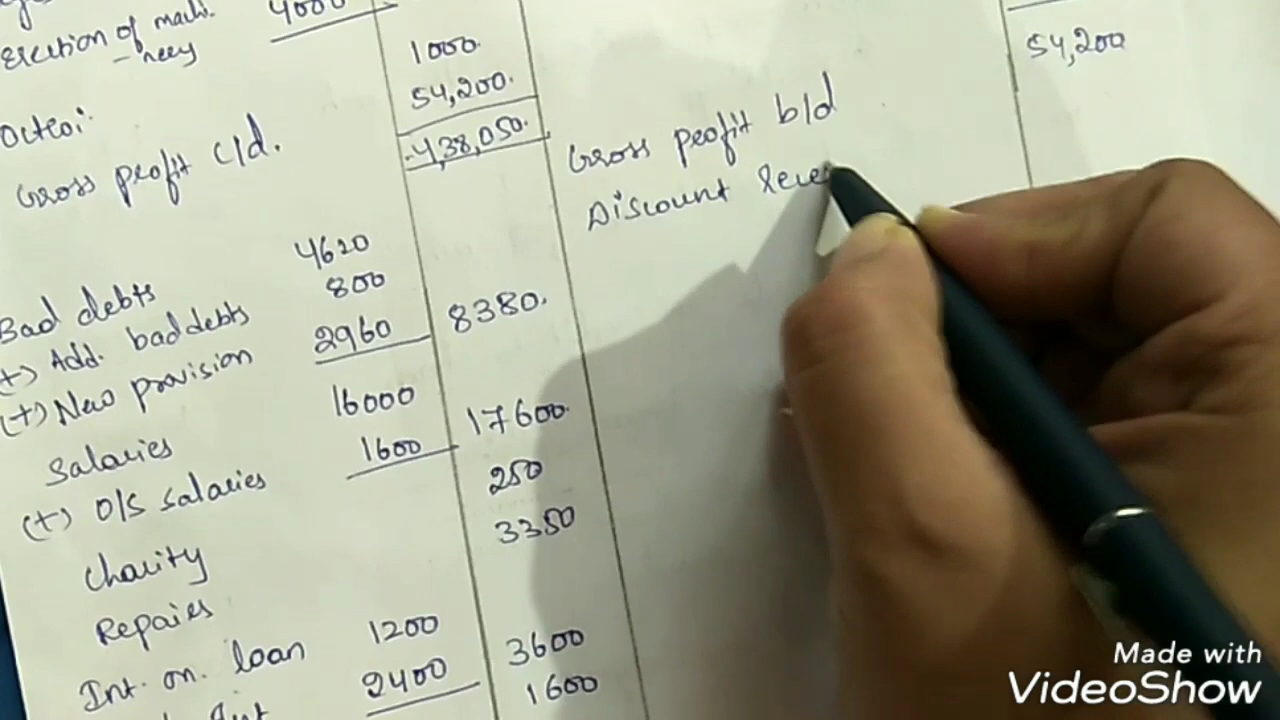 4000
Erection of machi.
- nery
1000.
Octroi.
54,200.
54,200
Gross profit c/d.
4,38,050.
Gross profit b/d
Discount rece
Bad debts 4620
(+) Add. baddebts 800
(+) New provision 2960 8380.
Salaries 16000
(+) O/S salaries 1600 17600.
Charity 250
Repairs 3350
Int. on. loan 1200
2400 3600
1600
Made with
VideoShow